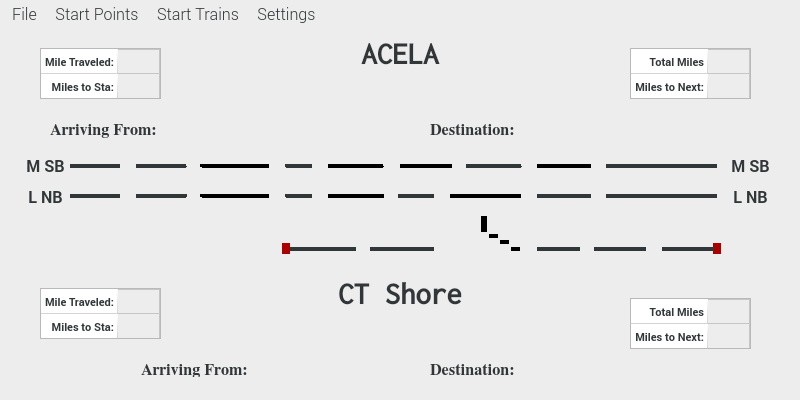 File Start Points Start Trains Settings
ACELA
Mile Traveled: Total Miles
Miles to Sta: Miles to Next:
Arriving From: Destination:
M SB M SB
L NB L NB
CT Shore
Mile Traveled: Total Miles
Miles to Sta: Miles to Next:
Arriving From: Destination: